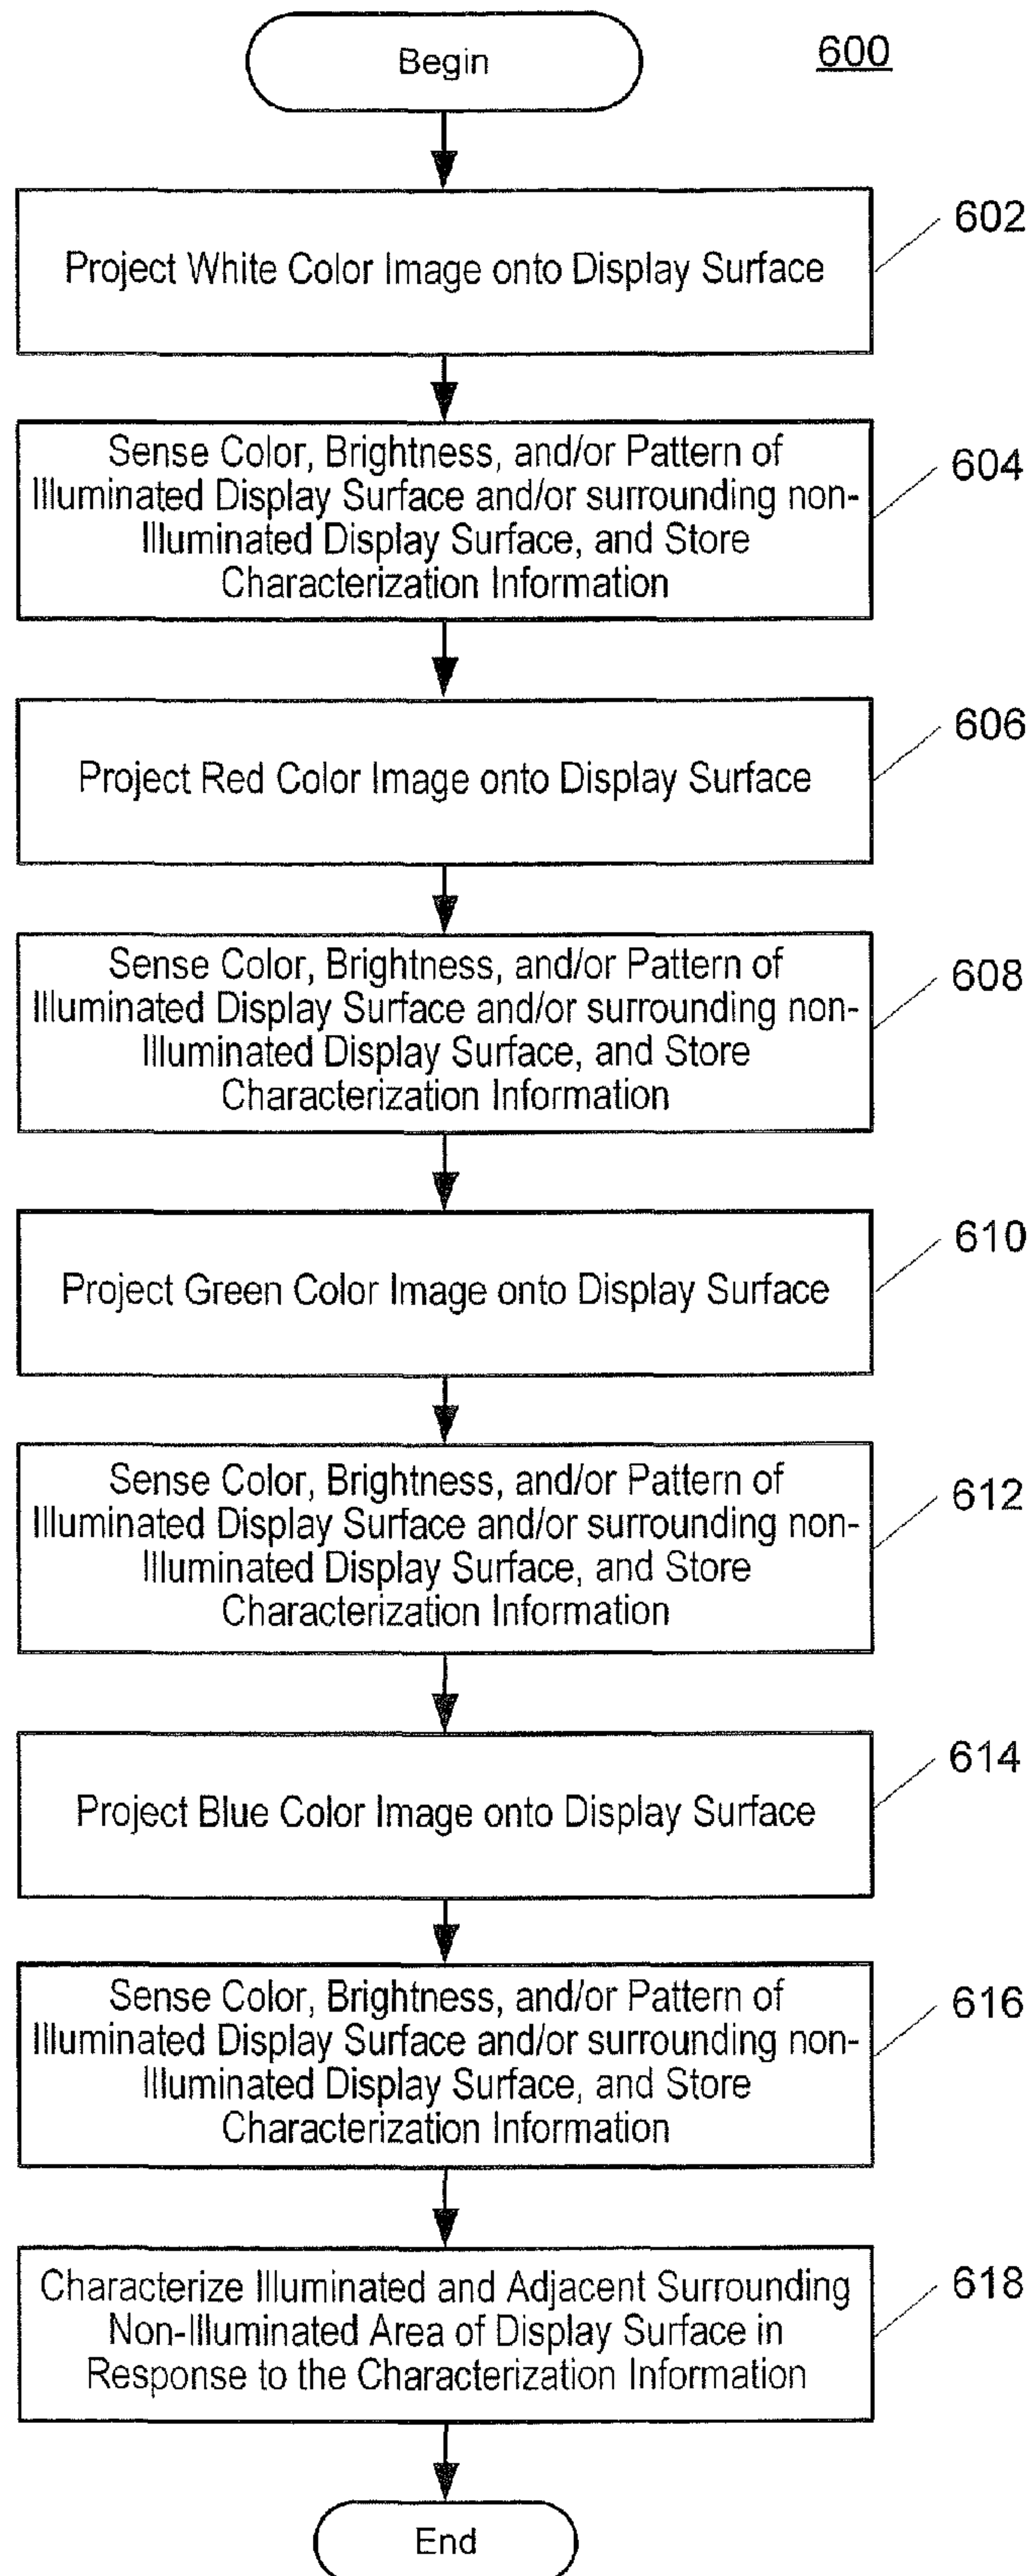 Begin
600
Project White Color Image onto Display Surface
602
Sense Color, Brightness, and/or Pattern of
Illuminated Display Surface and/or surrounding non-
Illuminated Display Surface, and Store
Characterization Information
604
Project Red Color Image onto Display Surface
606
Sense Color, Brightness, and/or Pattern of
Illuminated Display Surface and/or surrounding non-
Illuminated Display Surface, and Store
Characterization Information
608
Project Green Color Image onto Display Surface
610
Sense Color, Brightness, and/or Pattern of
Illuminated Display Surface and/or surrounding non-
Illuminated Display Surface, and Store
Characterization Information
612
Project Blue Color Image onto Display Surface
614
Sense Color, Brightness, and/or Pattern of
Illuminated Display Surface and/or surrounding non-
Illuminated Display Surface, and Store
Characterization Information
616
Characterize Illuminated and Adjacent Surrounding
Non-Illuminated Area of Display Surface in
Response to the Characterization Information
618
End